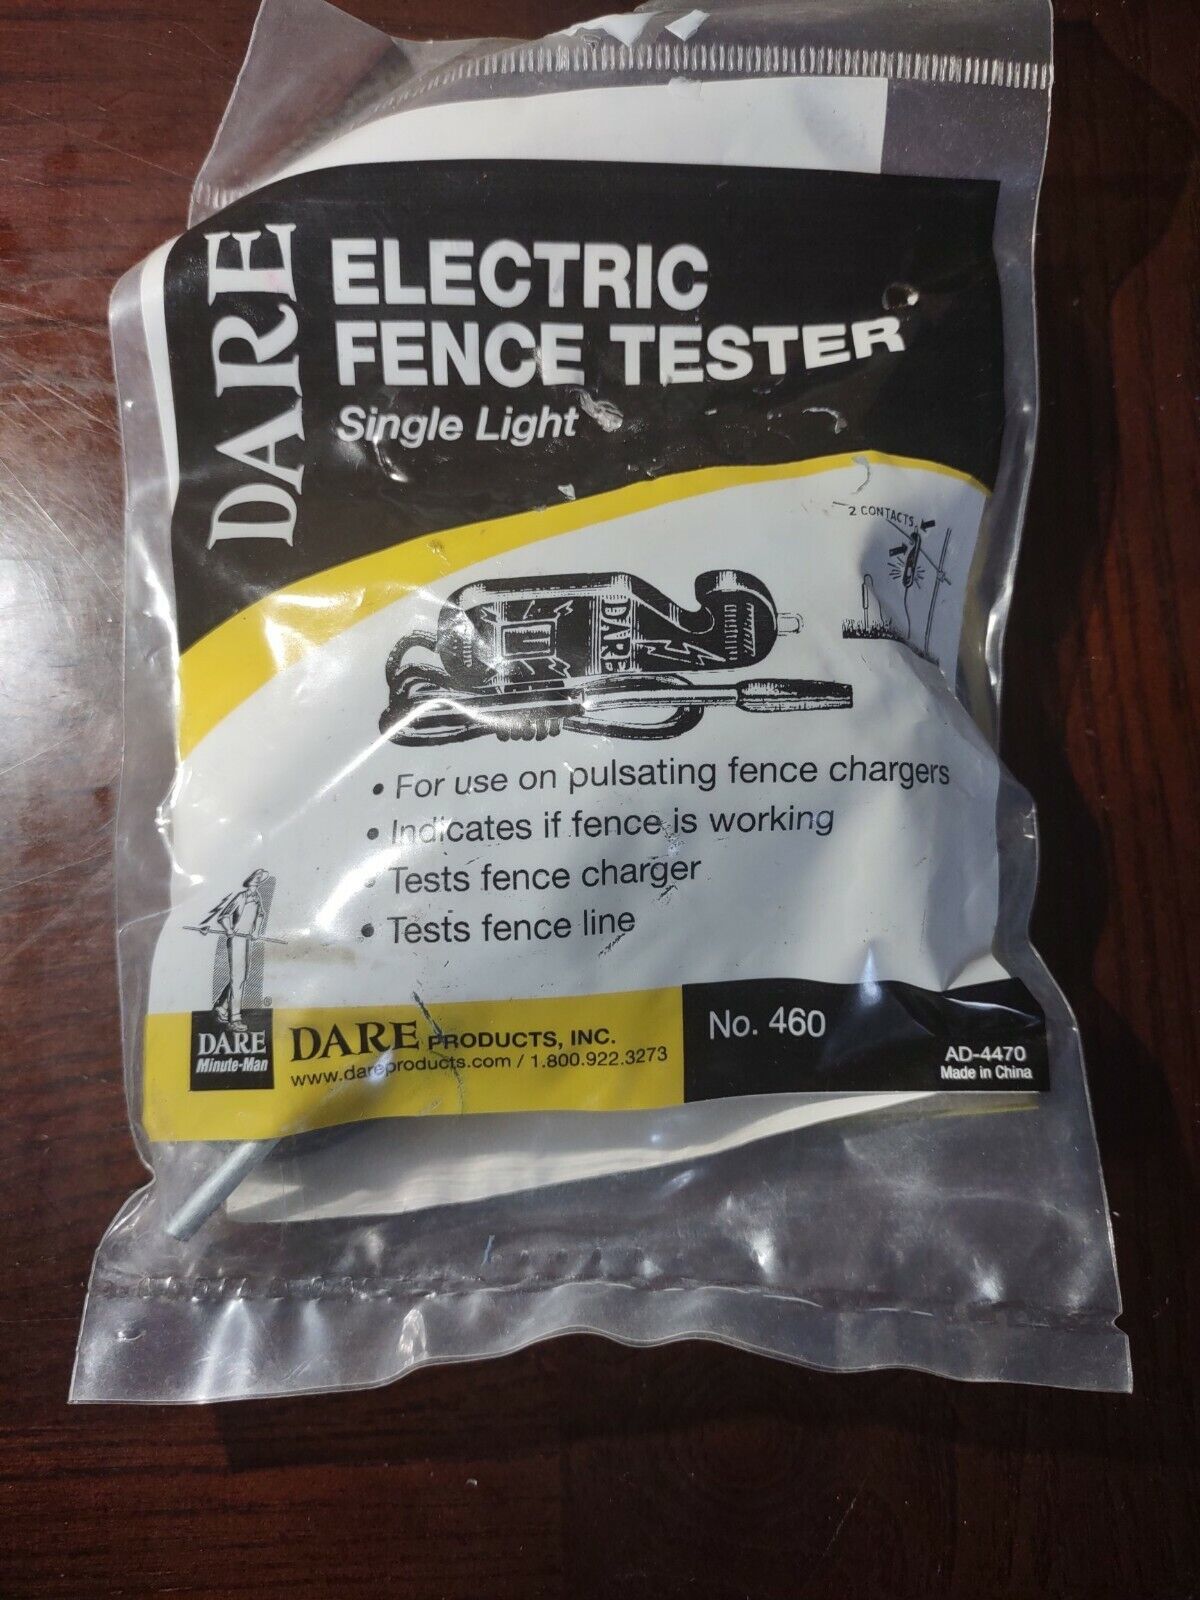 DARE
ELECTRIC
FENCE TESTER
Single Light
2 CONTACTS
DARE
• For use on pulsating fence chargers
• Indicates if fence is working
• Tests fence charger
• Tests fence line
®
DARE
Minute-Man
DARE PRODUCTS, INC.
www.dareproducts.com / 1.800.922.3273
No. 460
AD-4470
Made in China